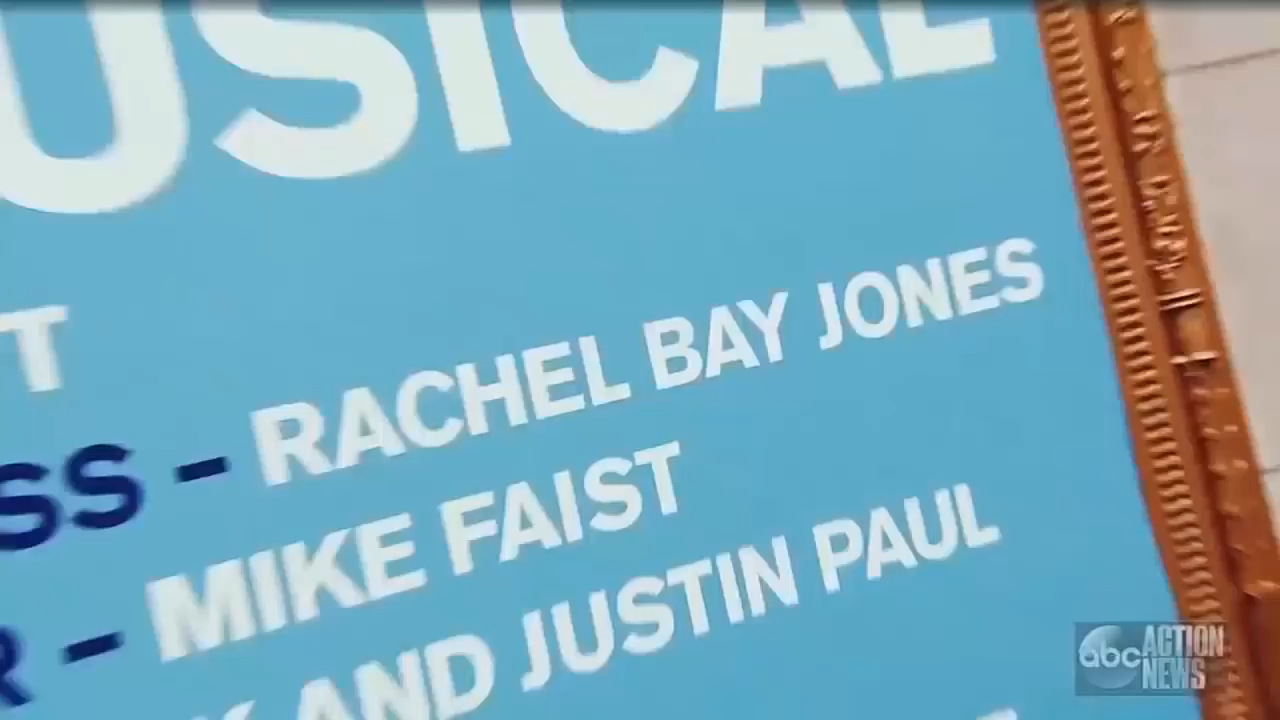 USICAL
T
SS – RACHEL BAY JONES
R – MIKE FAIST
K AND JUSTIN PAUL
abc ACTION NEWS